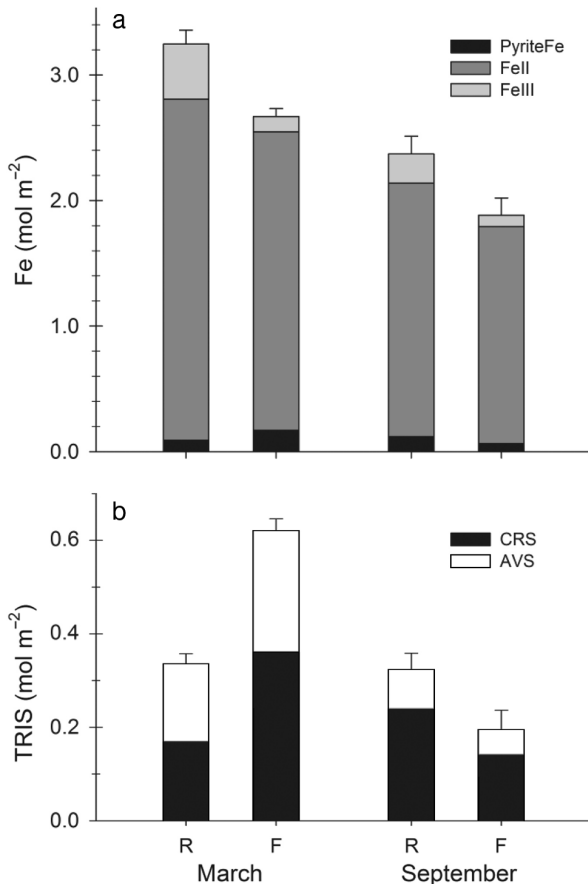 a
PyriteFe
FeII
FeIII
3.0
2.0
1.0
0.0
Fe (mol m⁻²)
b
CRS
AVS
0.6
0.4
0.2
0.0
TRIS (mol m⁻²)
R F R F
March September